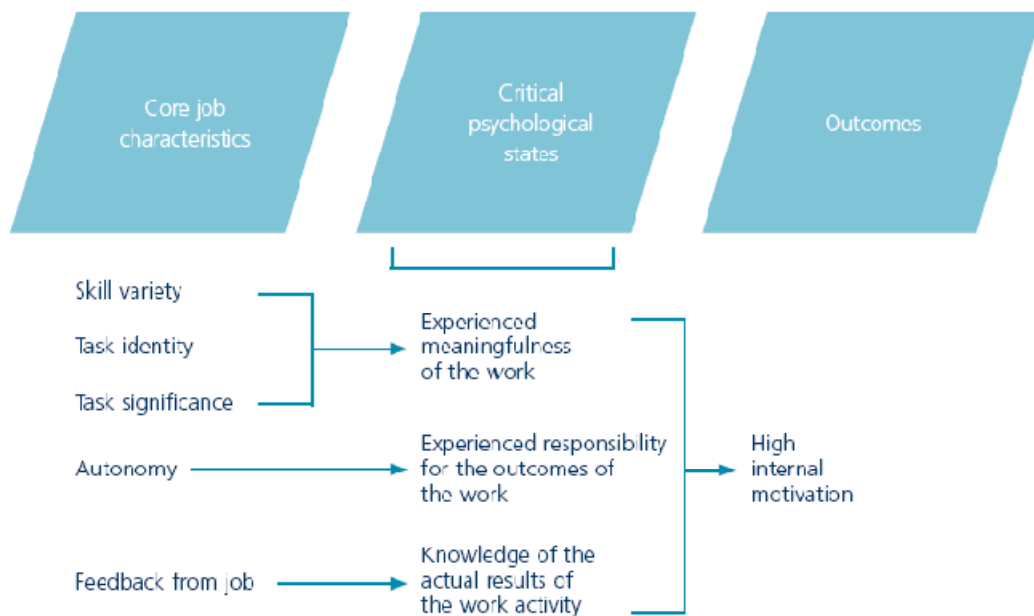 Core job
characteristics
Critical
psychological
states
Outcomes
Skill variety
Task identity
Task significance
Experienced
meaningfulness
of the work
Autonomy
Experienced responsibility
for the outcomes of
the work
High
internal
motivation
Feedback from job
Knowledge of the
actual results of
the work activity